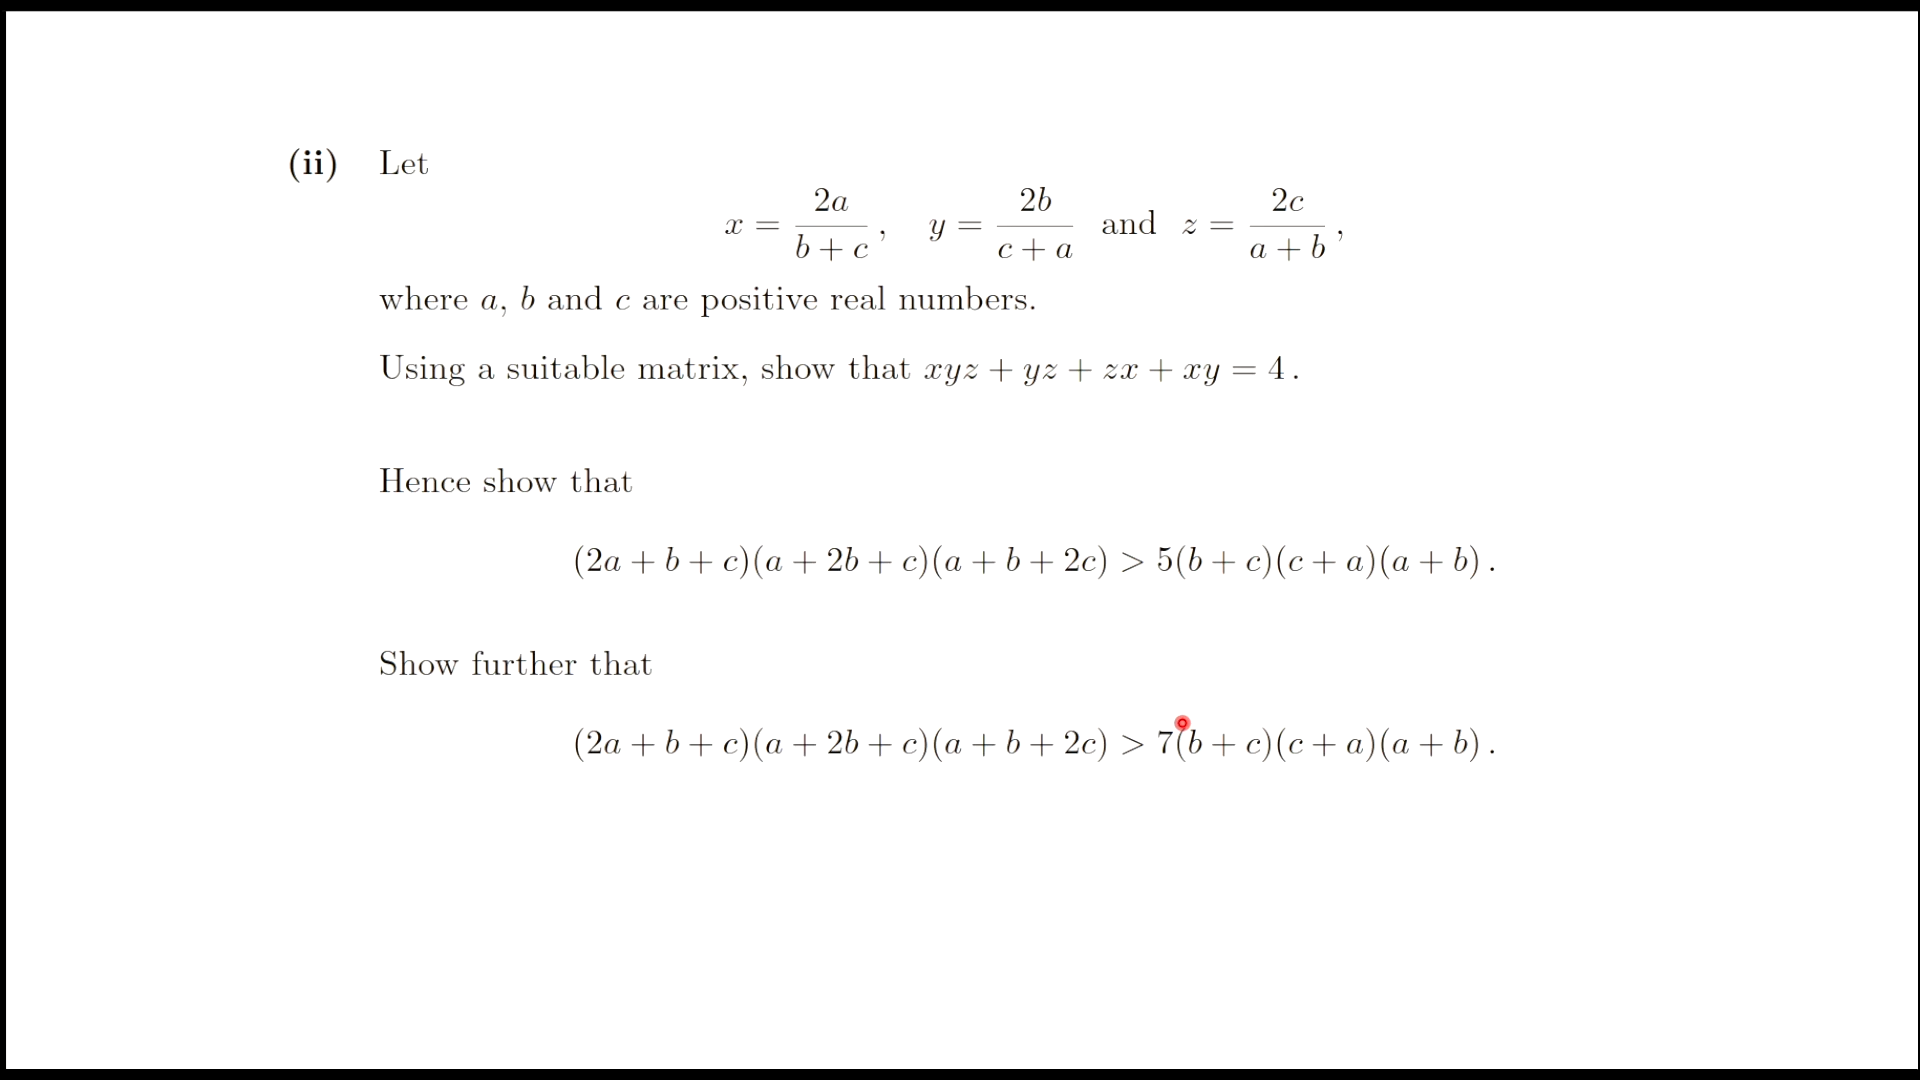 (ii) Let
x = 2a/(b + c), y = 2b/(c + a) and z = 2c/(a + b),
where a, b and c are positive real numbers.
Using a suitable matrix, show that xyz + yz + zx + xy = 4.
Hence show that
(2a + b + c)(a + 2b + c)(a + b + 2c) > 5(b + c)(c + a)(a + b).
Show further that
(2a + b + c)(a + 2b + c)(a + b + 2c) > 7(b + c)(c + a)(a + b).